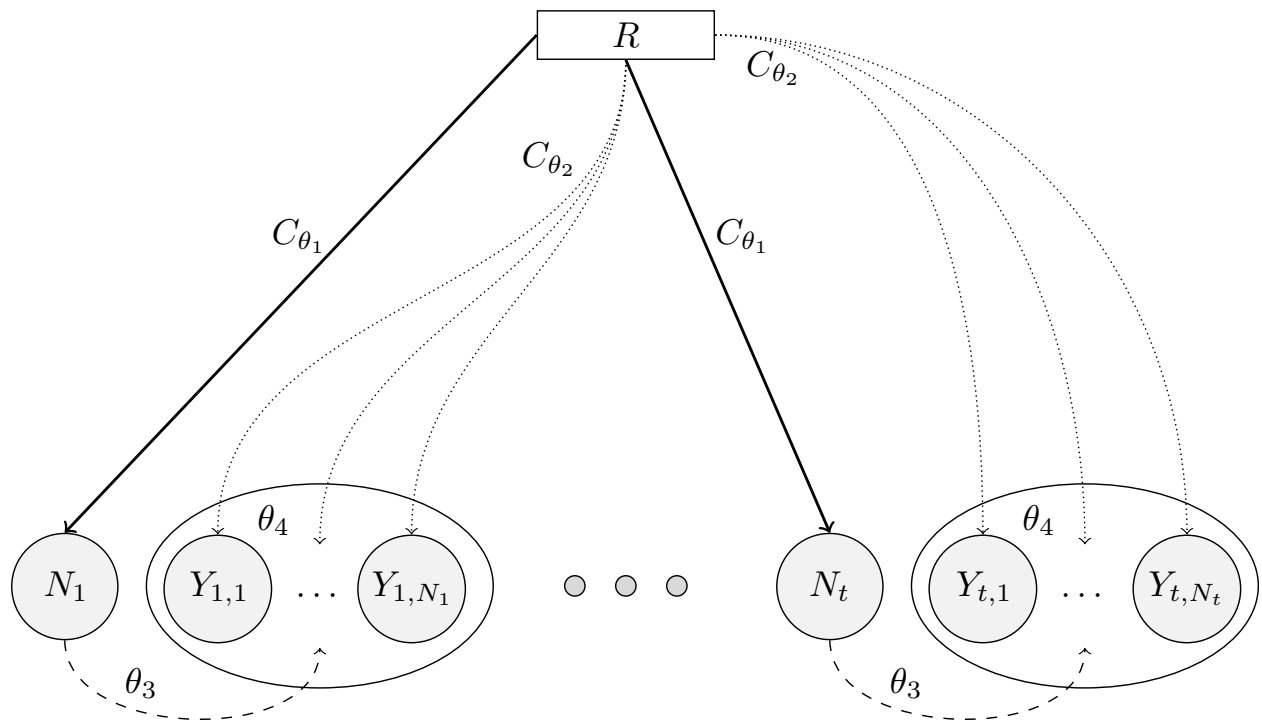 R
C_{θ_2}
C_{θ_2}
C_{θ_1} C_{θ_1}
θ_4 θ_4
N_1 Y_{1,1} ... Y_{1,N_1} N_t Y_{t,1} ... Y_{t,N_t}
θ_3 θ_3